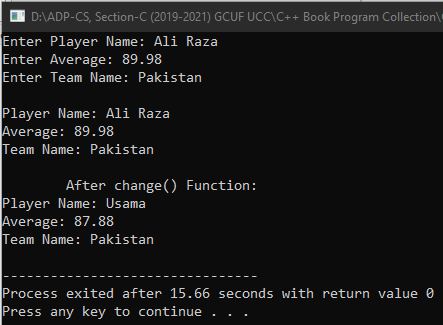 D:\ADP-CS, Section-C (2019-2021) GCUF UCC\C++ Book Program Collection\
Enter Player Name: Ali Raza
Enter Average: 89.98
Enter Team Name: Pakistan
Player Name: Ali Raza
Average: 89.98
Team Name: Pakistan
After change() Function:
Player Name: Usama
Average: 87.88
Team Name: Pakistan
--------------------------------
Process exited after 15.66 seconds with return value 0
Press any key to continue . . .